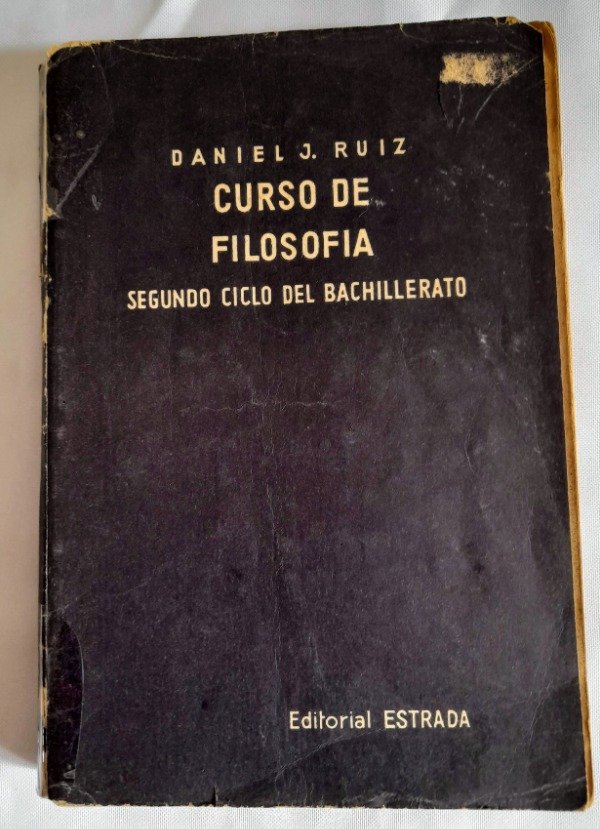 DANIEL J. RUIZ
CURSO DE
FILOSOFIA
SEGUNDO CICLO DEL BACHILLERATO
Editorial ESTRADA